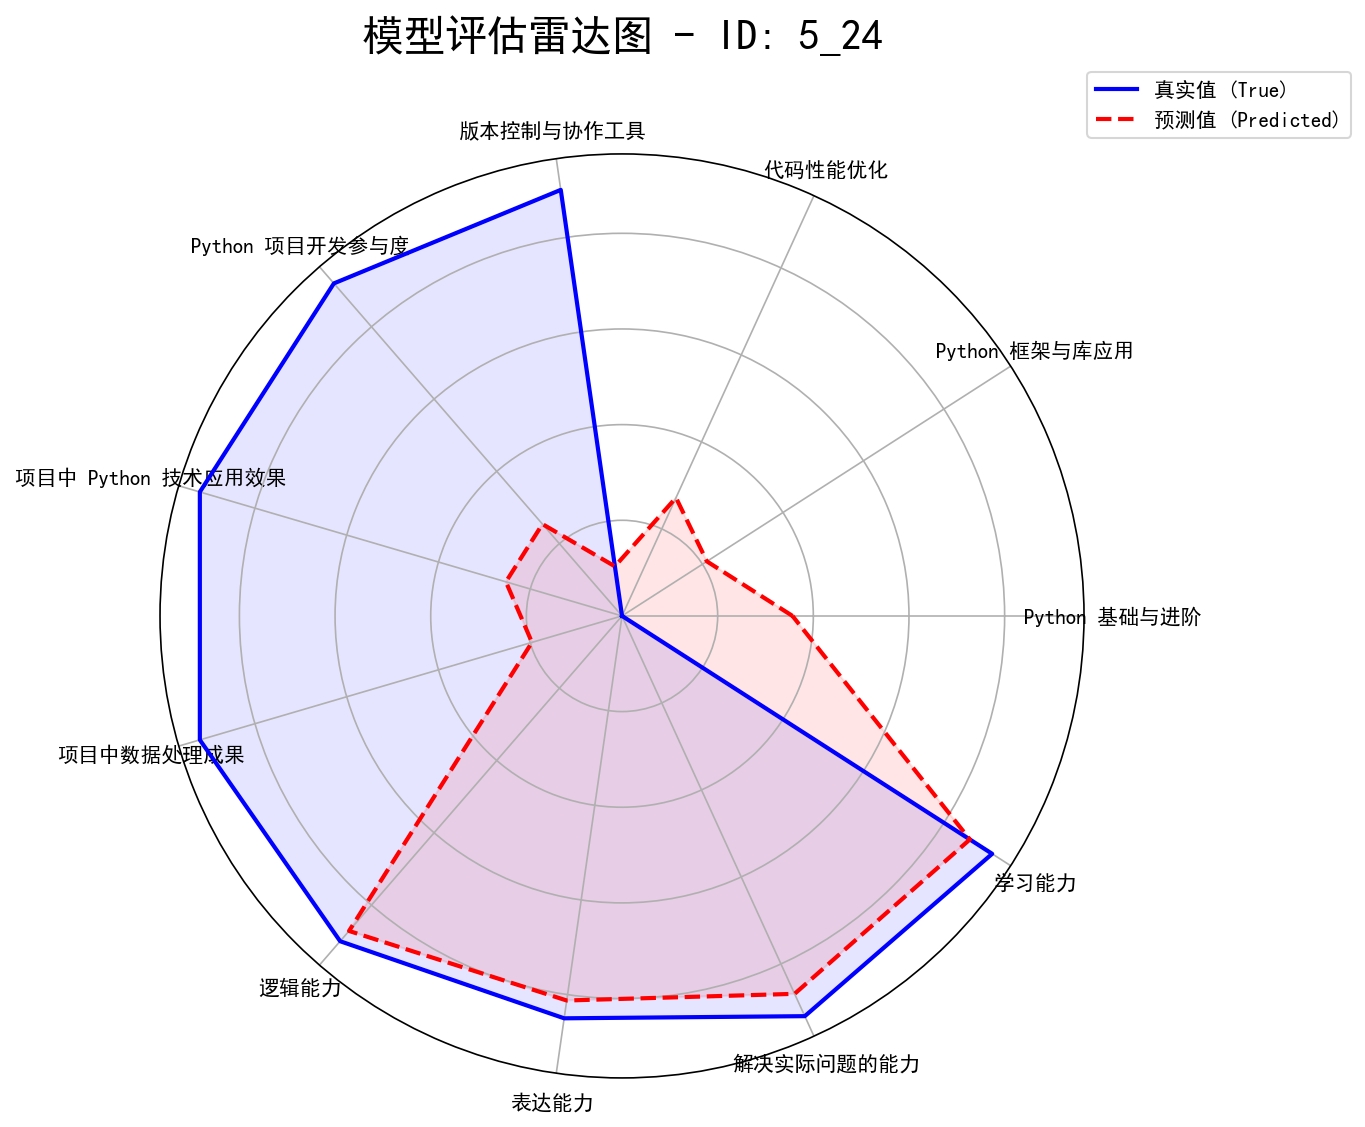 模型评估雷达图 - ID: 5_24
真实值 (True)
预测值 (Predicted)
版本控制与协作工具
代码性能优化
Python 项目开发参与度
Python 框架与库应用
项目中 Python 技术应用效果
Python 基础与进阶
项目中数据处理成果
学习能力
逻辑能力
解决实际问题的能力
表达能力